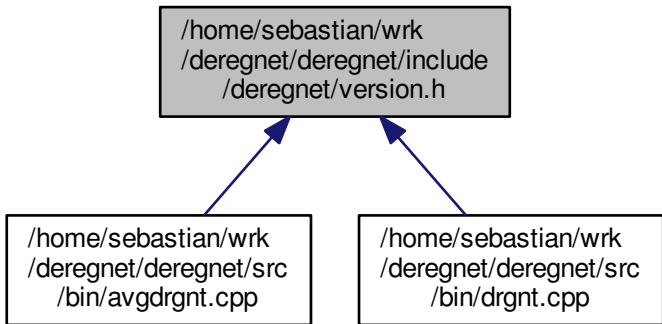 /home/sebastian/wrk
/deregnet/deregnet/include
/deregnet/version.h
/home/sebastian/wrk
/deregnet/deregnet/src
/bin/avgdrgnt.cpp
/home/sebastian/wrk
/deregnet/deregnet/src
/bin/drgnt.cpp